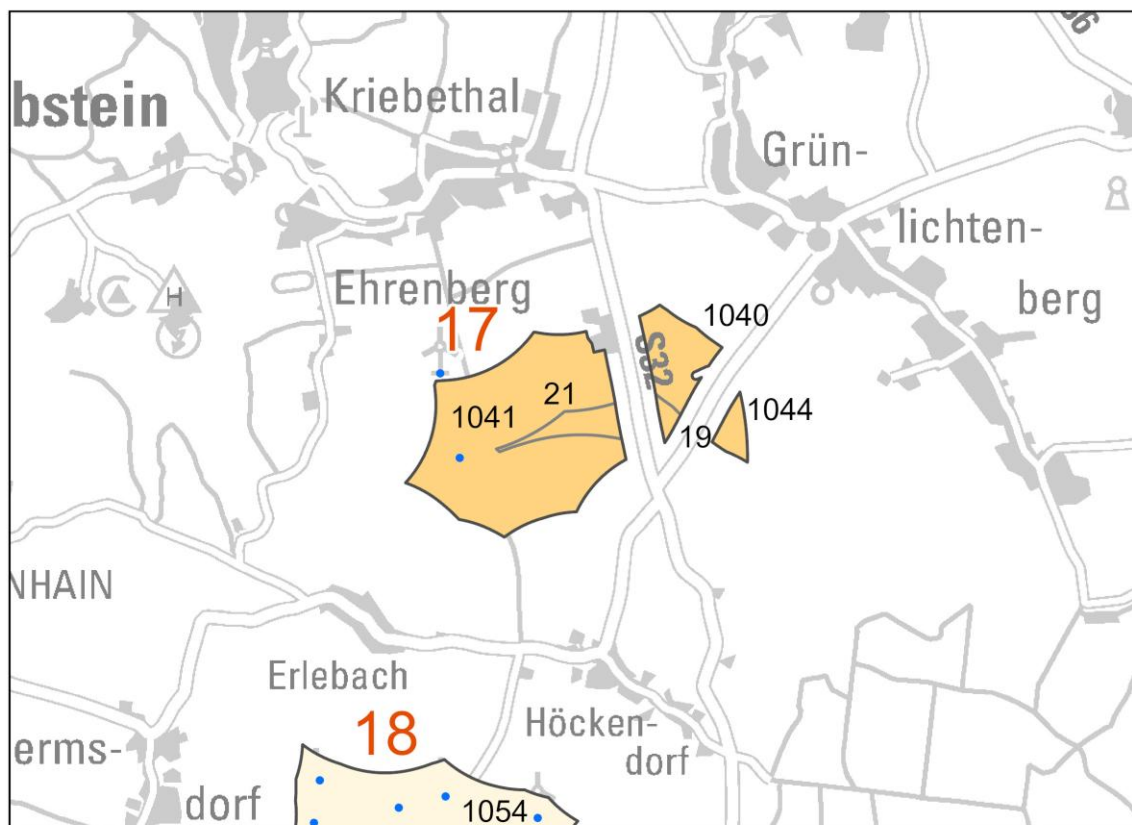 bstein
Kriebethal
Grün-
lichten-
berg
Ehrenberg
17
H
1040
S32
21
1041
1044
19
NHAIN
Erlebach
18
Höcken-
dorf
erms-
dorf
1054